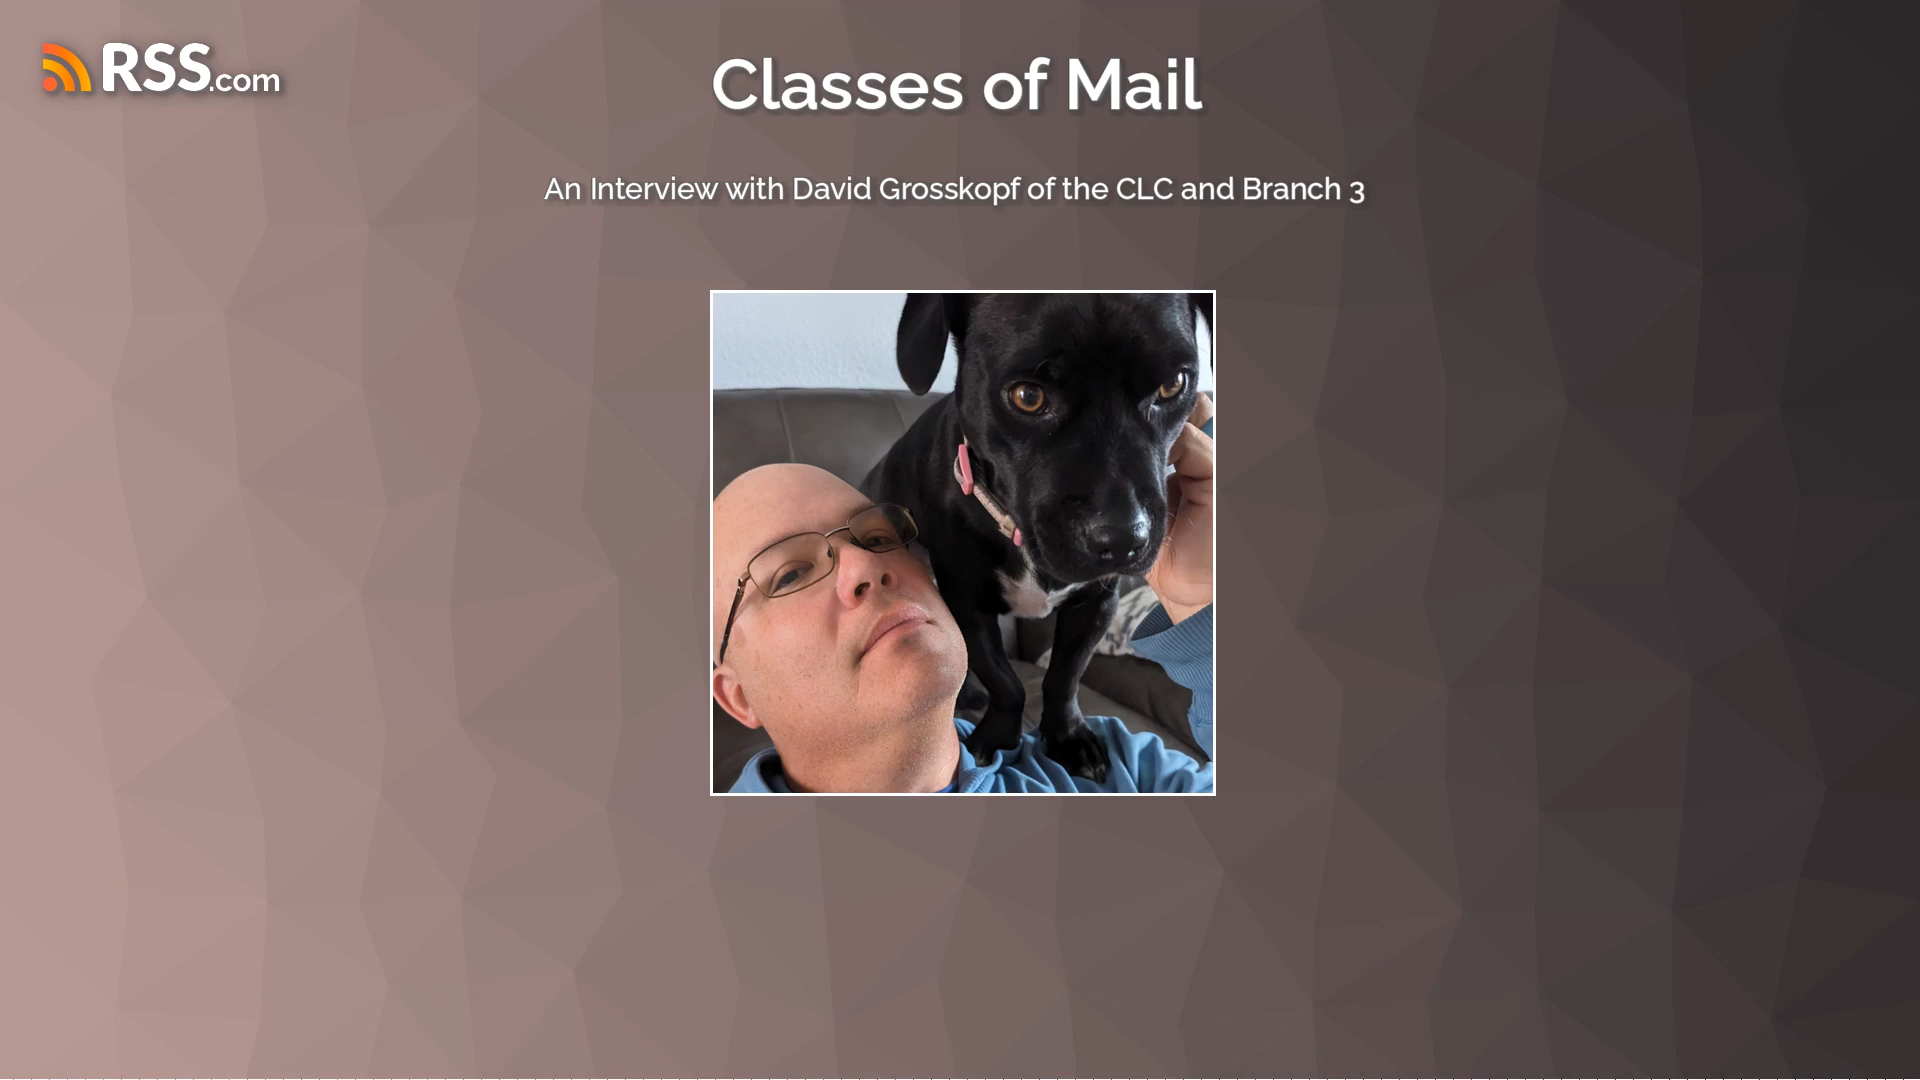 RSS.com
Classes of Mail
An Interview with David Grosskopf of the CLC and Branch 3